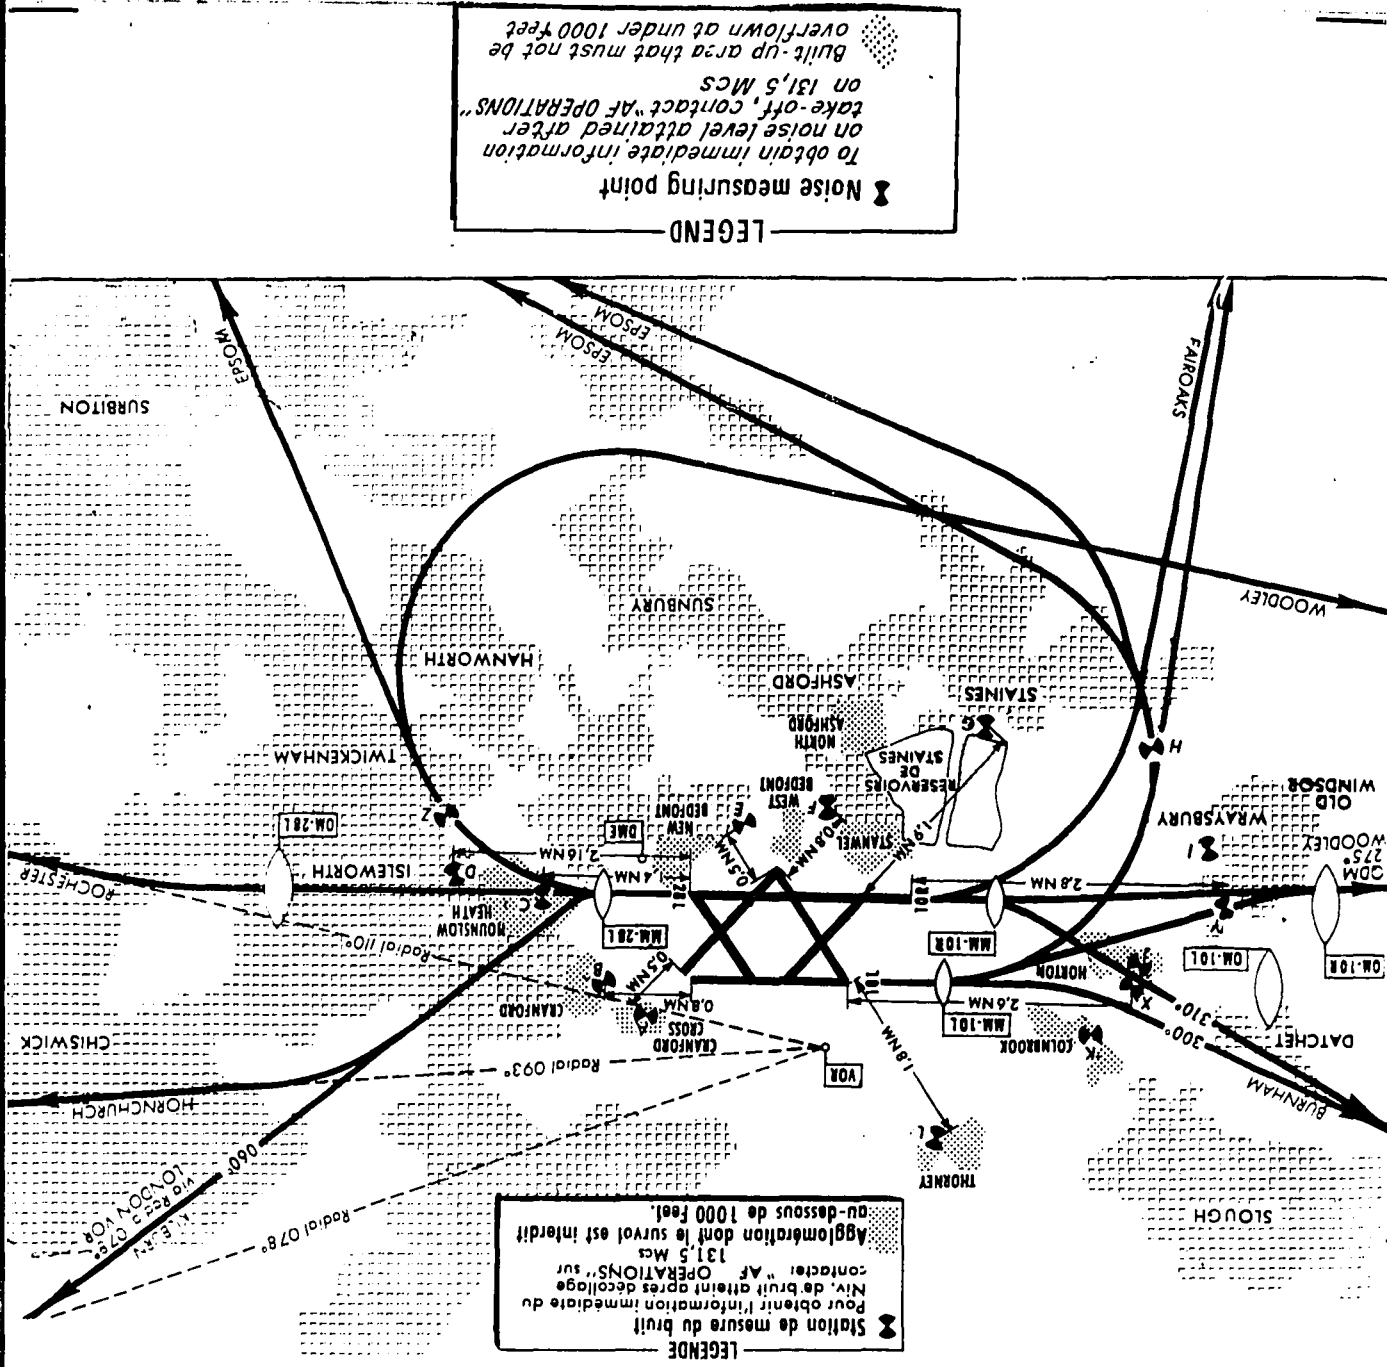 LEGENDE
Station de mesure du bruit
Pour obtenir l'information immédiate du
Niv. de bruit atteint après décollage
contacter "AF OPERATIONS" sur
131,5 Mcs
Agglomération dont le survol est interdit
au-dessous de 1000 Feet.
SLOUGH
THORNEY
L
Radial 078°
via Rad 078°
LONDON VOR
060°
BURNHAM
300°
310°
DATCHET
COLNBROOK
K
1.8 NM
VOR
Radial 093°
HORNCHURCH
CHISWICK
MM-10L
2,6 NM
X
J
HORTON
10L
0,8 NM
0,5 NM
CRANFORD
CROSS
A
CRANFORD
B
Radial 110°
OM-10R
OM-10L
MM-10R
MM-28L
HOUNSLOW
HEATH
C
D
ISLEWORTH
ROCHESTER
QDM
275°
WOODLEY
Y
2,8 NM
10R
28L
1,4 NM
2,16 NM
DME
OM-28L
OLD
WINDSOR
WRAYSBURY
I
H
1,9 NM
STANWEL
0,8 NM
F
WEST
BEDFONT
0,5 NM
E
NEW
BEDFONT
Z
TWICKENHAM
RESERVOIRS
DE
STAINES
G
STAINES
NORTH
ASHFORD
ASHFORD
HANWORTH
SUNBURY
WOODLEY
SURBITON
FAIROAKS
EPSOM
EPSOM
EPSOM
LEGEND
Noise measuring point
To obtain immediate information
on noise level attained after
take-off, contact "AF OPERATIONS"
on 131,5 Mcs
Built-up area that must not be
overflown at under 1000 feet